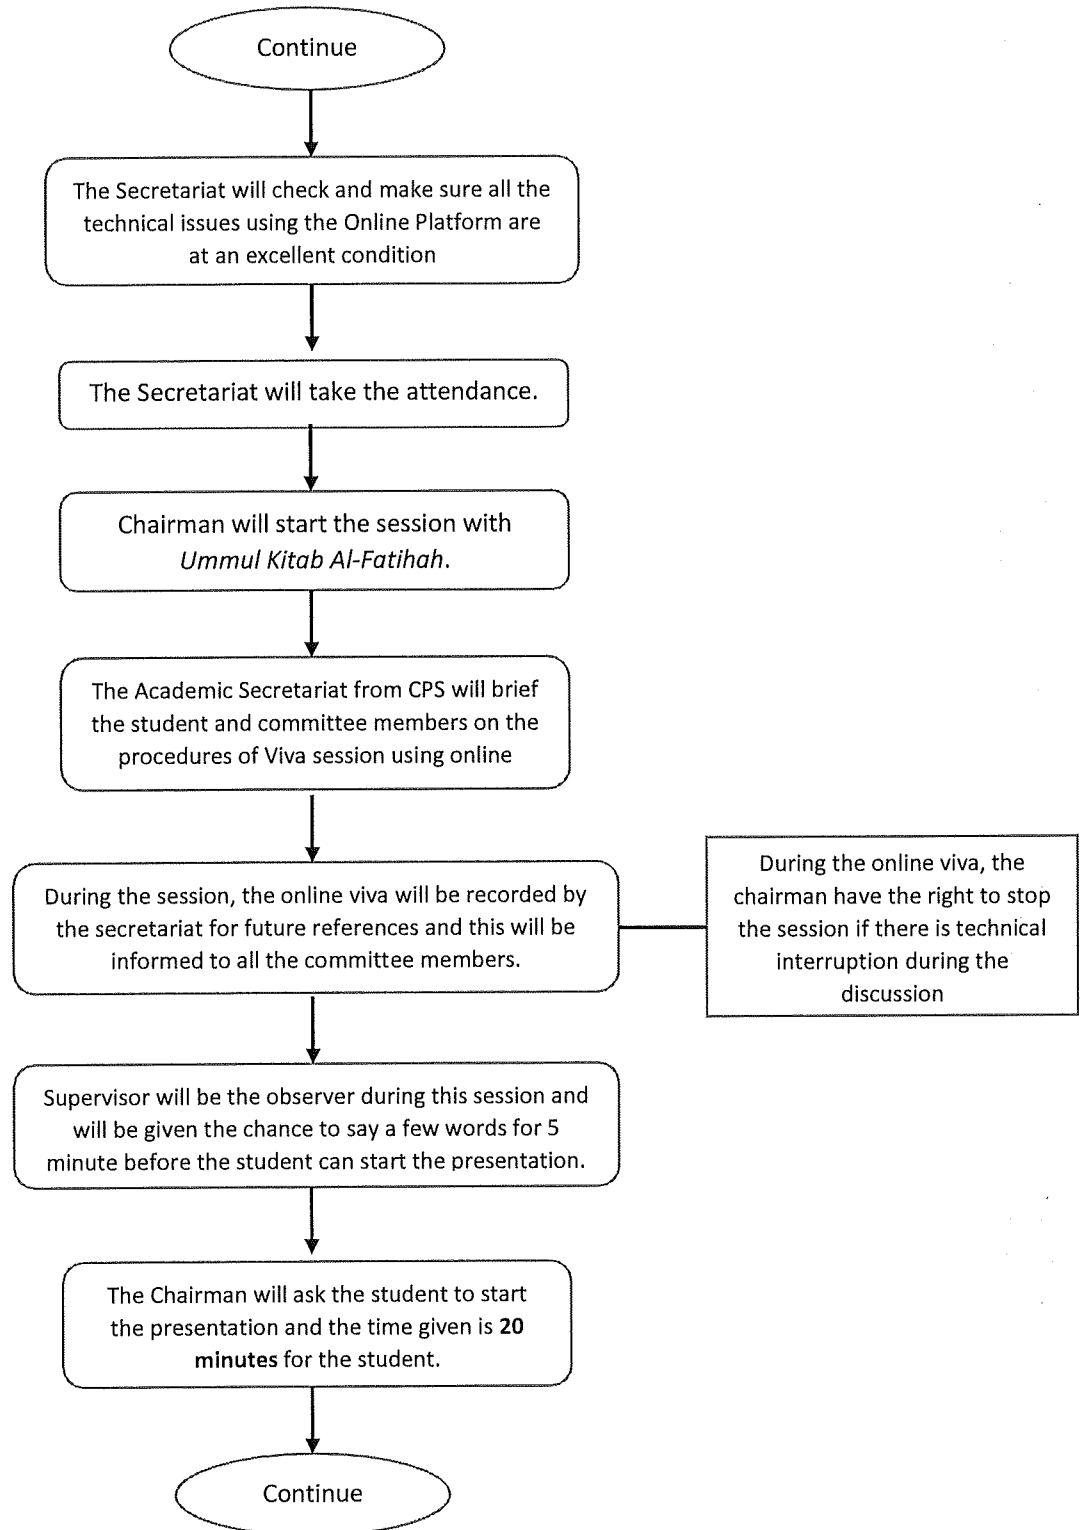 Continue
The Secretariat will check and make sure all the
technical issues using the Online Platform are
at an excellent condition
The Secretariat will take the attendance.
Chairman will start the session with
Ummul Kitab Al-Fatihah.
The Academic Secretariat from CPS will brief
the student and committee members on the
procedures of Viva session using online
During the session, the online viva will be recorded by
the secretariat for future references and this will be
informed to all the committee members.
During the online viva, the
chairman have the right to stop
the session if there is technical
interruption during the
discussion
Supervisor will be the observer during this session and
will be given the chance to say a few words for 5
minute before the student can start the presentation.
The Chairman will ask the student to start
the presentation and the time given is 20
minutes for the student.
Continue